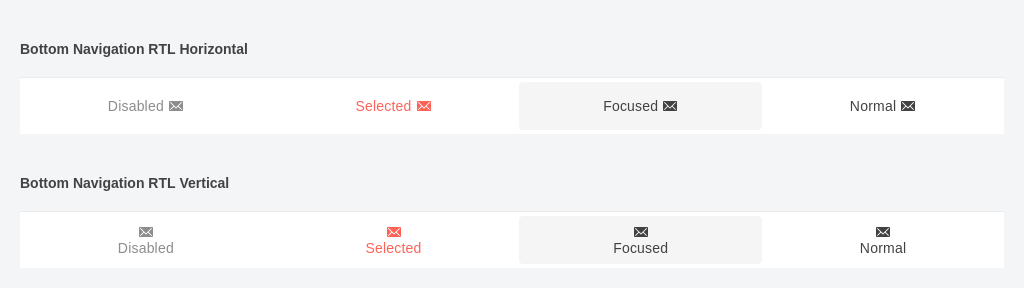 Bottom Navigation RTL Horizontal
Disabled Selected Focused Normal
Bottom Navigation RTL Vertical
Disabled Selected Focused Normal